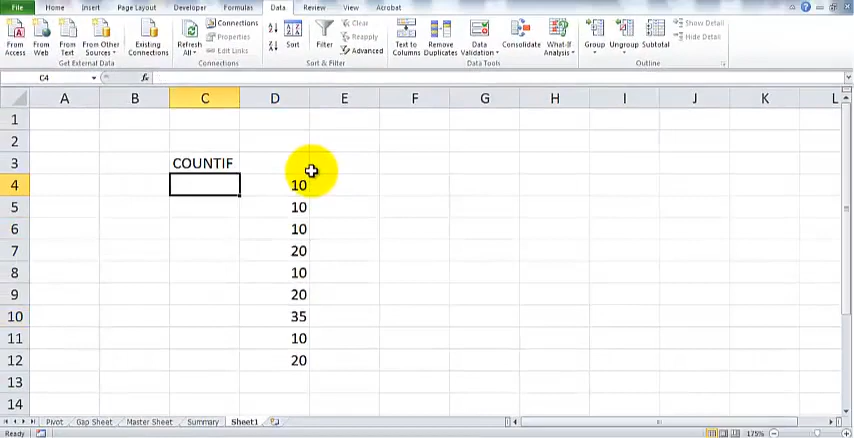 File Home Insert Page Layout Developer Formulas Data Review View Acrobat
From Access From Web From Text From Other Sources Existing Connections Refresh All Connections Properties Edit Links Sort Filter Clear Reapply Advanced Text to Columns Remove Duplicates Data Validation Consolidate What-If Analysis Group Ungroup Subtotal Show Detail Hide Detail
Get External Data Connections Sort & Filter Data Tools Outline
C4 fx
A B C D E F G H I J K L
1
2
3 COUNTIF
4 10
5 10
6 10
7 20
8 10
9 20
10 35
11 10
12 20
13
14
Pivot Gap Sheet Master Sheet Summary Sheet1
Ready 175%